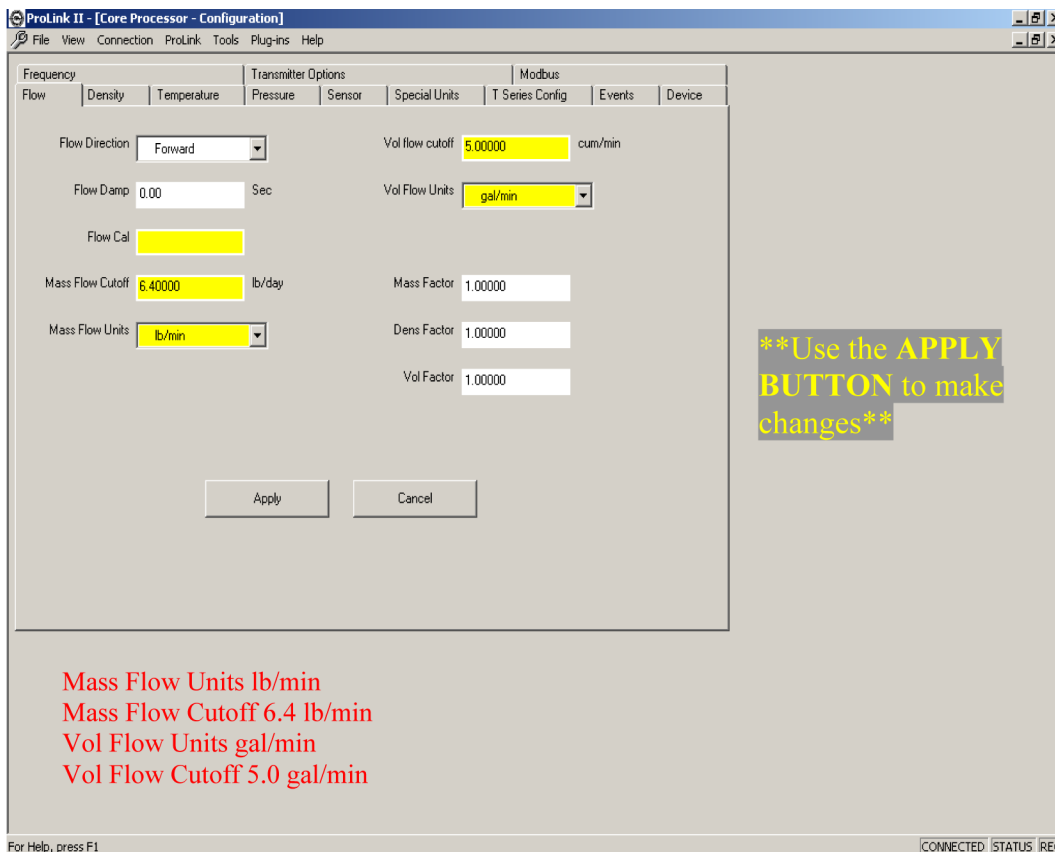 ProLink II - [Core Processor - Configuration]
File View Connection ProLink Tools Plug-ins Help
Frequency Transmitter Options Modbus
Flow Density Temperature Pressure Sensor Special Units T Series Config Events Device
Flow Direction Forward Vol flow cutoff 5.00000 cum/min
Flow Damp 0.00 Sec Vol Flow Units gal/min
Flow Cal
Mass Flow Cutoff 6.40000 lb/day Mass Factor 1.00000
Mass Flow Units lb/min Dens Factor 1.00000
Vol Factor 1.00000
**Use the APPLY
BUTTON to make
changes**
Apply Cancel
Mass Flow Units lb/min
Mass Flow Cutoff 6.4 lb/min
Vol Flow Units gal/min
Vol Flow Cutoff 5.0 gal/min
For Help, press F1 CONNECTED STATUS